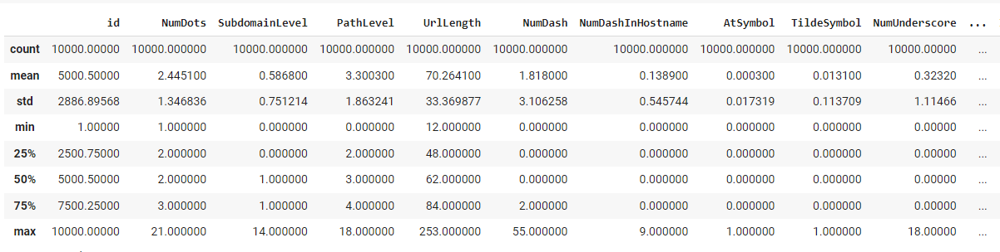 id NumDots SubdomainLevel PathLevel UrlLength NumDash NumDashInHostname AtSymbol TildeSymbol NumUnderscore ...
count 10000.00000 10000.000000 10000.000000 10000.000000 10000.000000 10000.000000 10000.000000 10000.000000 10000.000000 10000.00000 ...
mean 5000.50000 2.445100 0.586800 3.300300 70.264100 1.818000 0.138900 0.000300 0.013100 0.32320 ...
std 2886.89568 1.346836 0.751214 1.863241 33.369877 3.106258 0.545744 0.017319 0.113709 1.11466 ...
min 1.00000 1.000000 0.000000 0.000000 12.000000 0.000000 0.000000 0.000000 0.000000 0.00000 ...
25% 2500.75000 2.000000 0.000000 2.000000 48.000000 0.000000 0.000000 0.000000 0.000000 0.00000 ...
50% 5000.50000 2.000000 1.000000 3.000000 62.000000 0.000000 0.000000 0.000000 0.000000 0.00000 ...
75% 7500.25000 3.000000 1.000000 4.000000 84.000000 2.000000 0.000000 0.000000 0.000000 0.00000 ...
max 10000.00000 21.000000 14.000000 18.000000 253.000000 55.000000 9.000000 1.000000 1.000000 18.00000 ...